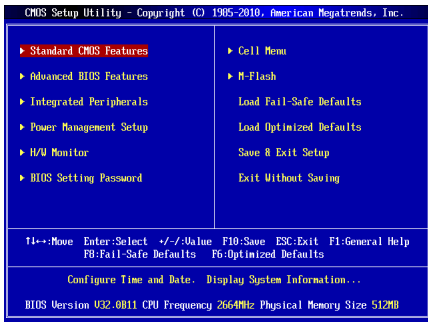 CMOS Setup Utility - Copyright (C) 1985-2010, American Megatrends, Inc.
▶ Standard CMOS Features
▶ Advanced BIOS Features
▶ Integrated Peripherals
▶ Power Management Setup
▶ H/W Monitor
▶ BIOS Setting Password
▶ Cell Menu
▶ M-Flash
Load Fail-Safe Defaults
Load Optimized Defaults
Save & Exit Setup
Exit Without Saving
↑↓←→:Move Enter:Select +/-/:Value F10:Save ESC:Exit F1:General Help
F8:Fail-Safe Defaults F6:Optimized Defaults
Configure Time and Date. Display System Information...
BIOS Version V32.0B11 CPU Frequency 2664MHz Physical Memory Size 512MB